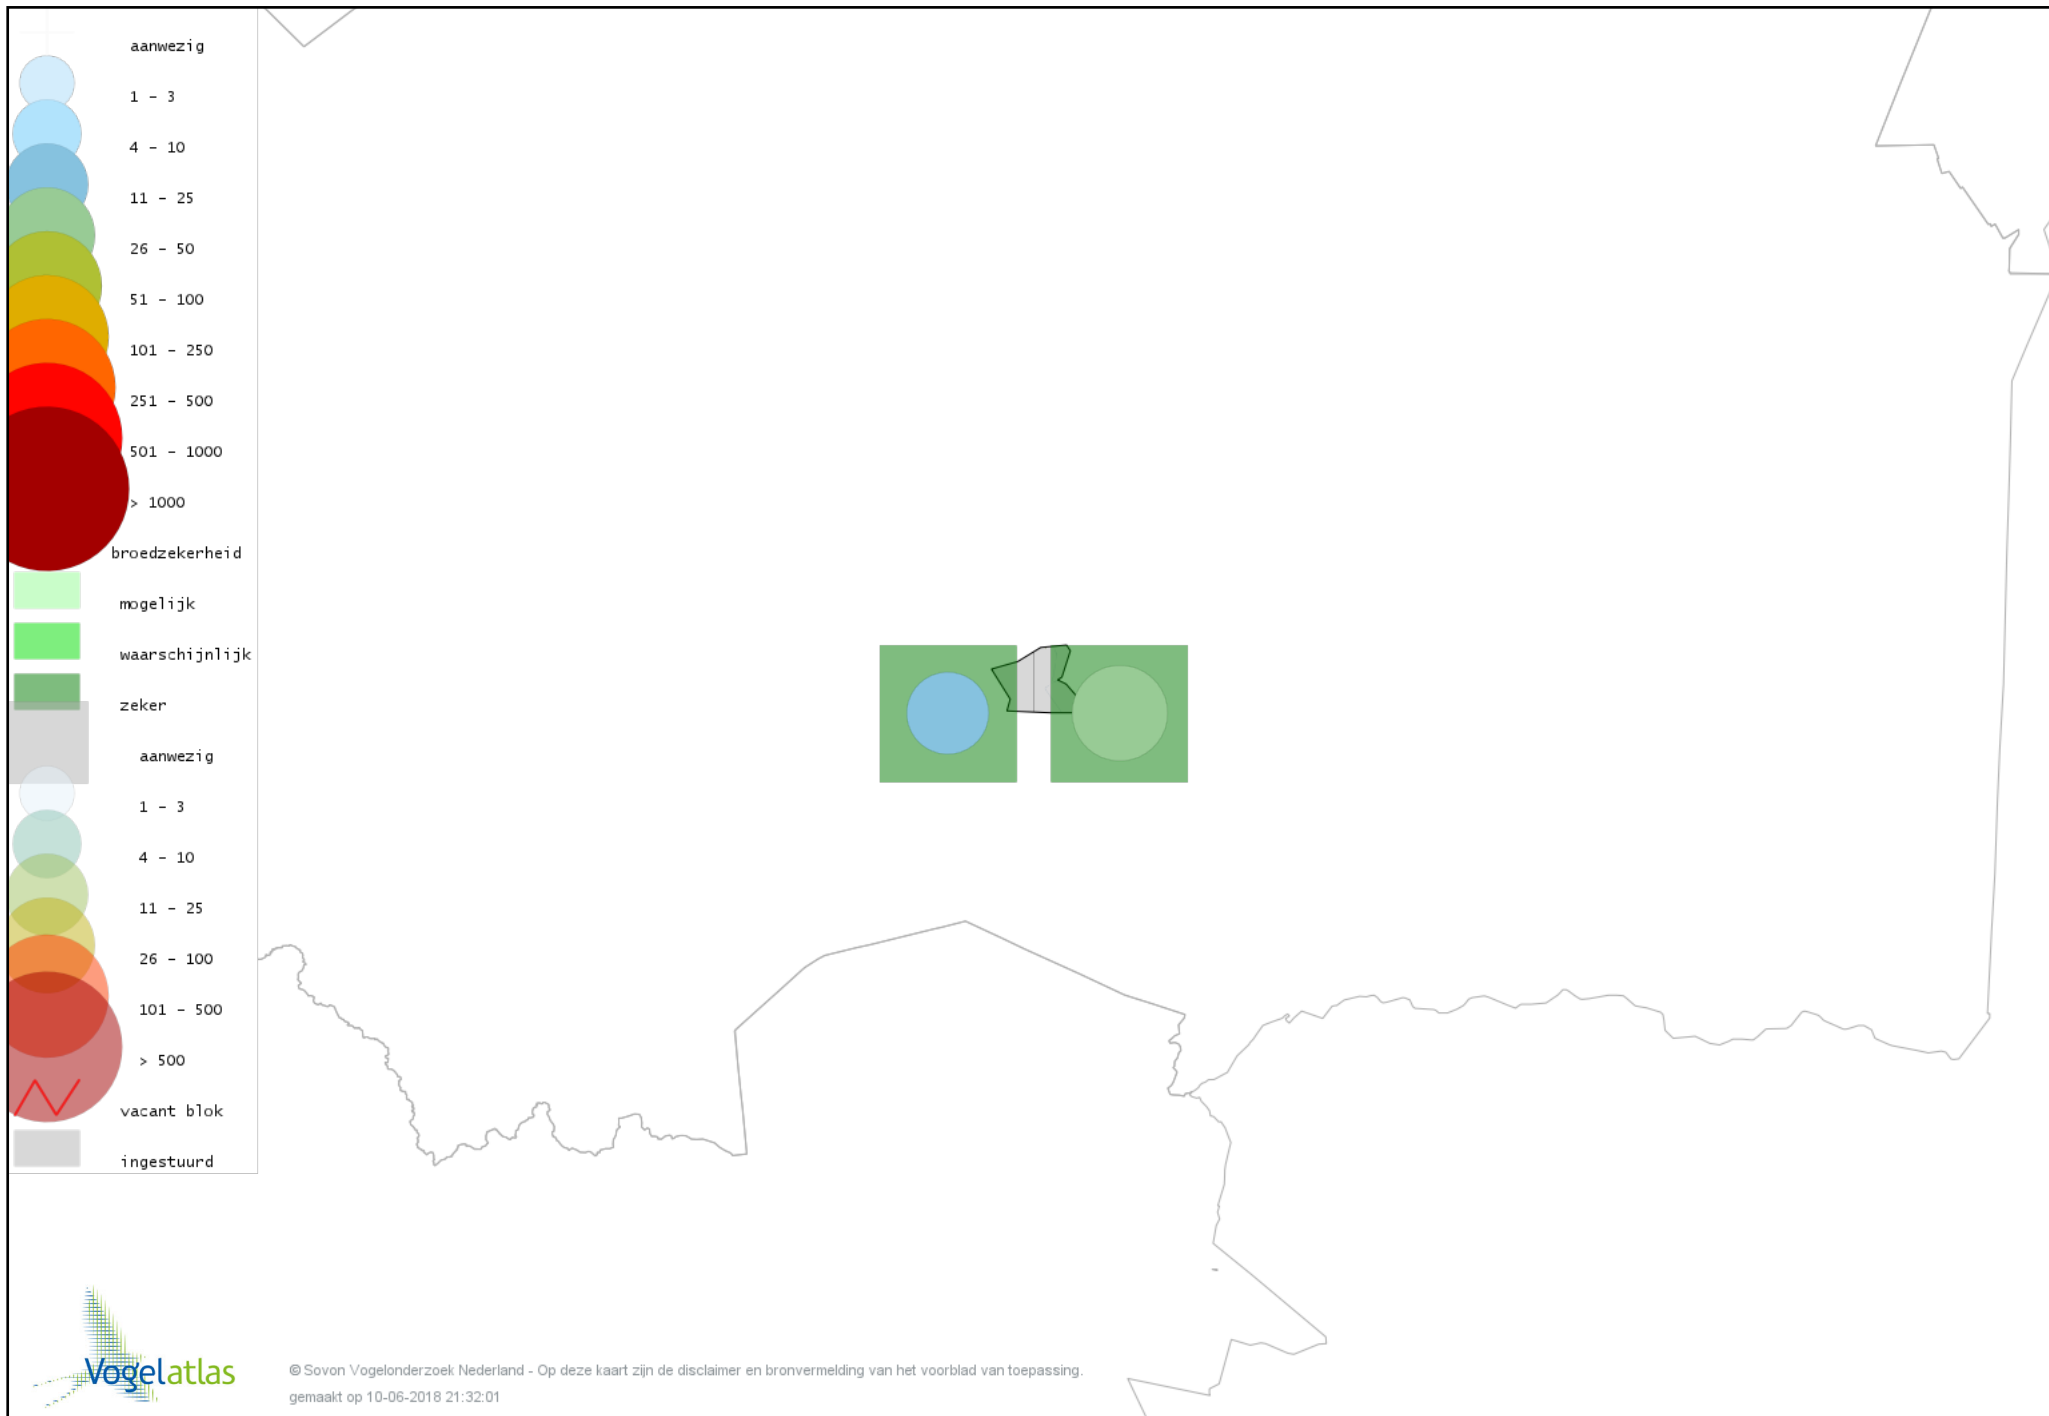 aanwezig
1 - 3
4 - 10
11 - 25
26 - 50
51 - 100
101 - 250
251 - 500
501 - 1000
> 1000
broedzekerheid
mogelijk
waarschijnlijk
zeker
aanwezig
1 - 3
4 - 10
11 - 25
26 - 100
101 - 500
> 500
vacant blok
ingestuurd
Vogelatlas
© Sovon Vogelonderzoek Nederland - Op deze kaart zijn de disclaimer en bronvermelding van het voorblad van toepassing.
gemaakt op 10-06-2018 21:32:01